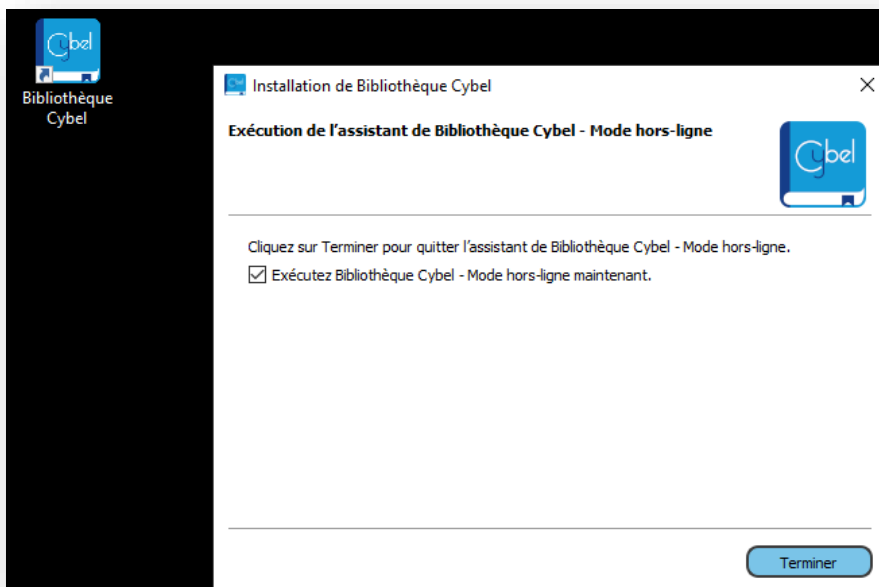 Cybel
Bibliothèque
Cybel
Installation de Bibliothèque Cybel
Exécution de l'assistant de Bibliothèque Cybel - Mode hors-ligne
Cybel
Cliquez sur Terminer pour quitter l'assistant de Bibliothèque Cybel - Mode hors-ligne.
Exécutez Bibliothèque Cybel - Mode hors-ligne maintenant.
Terminer